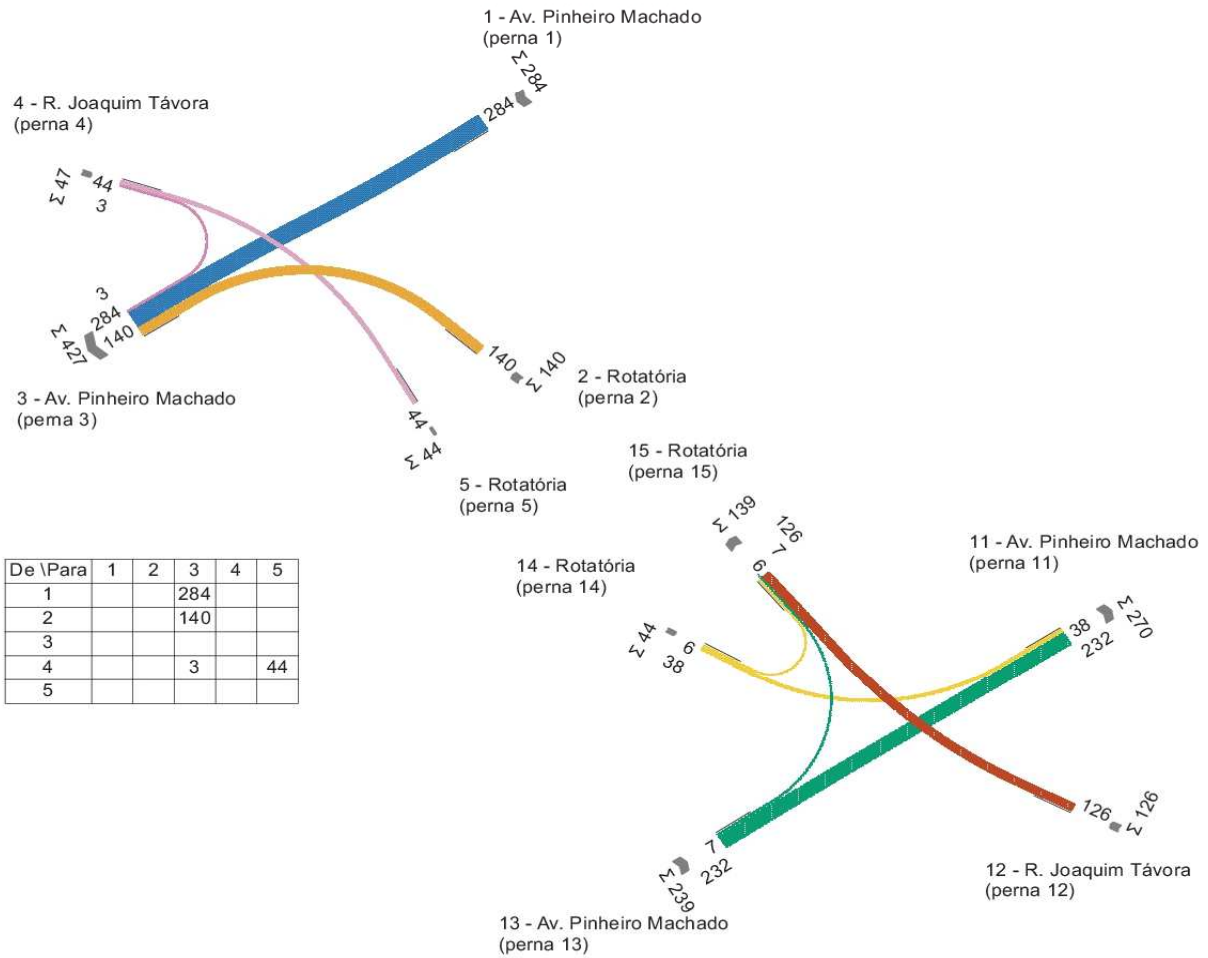 1 - Av. Pinheiro Machado
(perna 1)
Σ 284
284
4 - R. Joaquim Távora
(perna 4)
Σ 47
44
3
3
284
140
Σ 427
3 - Av. Pinheiro Machado
(perna 3)
140
Σ 140
2 - Rotatória
(perna 2)
44
Σ 44
5 - Rotatória
(perna 5)
De \Para 1 2 3 4 5
1 284
2 140
3
4 3 44
5
15 - Rotatória
(perna 15)
Σ 139
126
7
6
14 - Rotatória
(perna 14)
Σ 44
6
38
11 - Av. Pinheiro Machado
(perna 11)
38
232
Σ 270
126
Σ 126
12 - R. Joaquim Távora
(perna 12)
7
232
Σ 239
13 - Av. Pinheiro Machado
(perna 13)